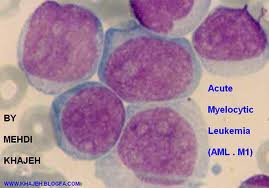 Acute
Myelocytic
Leukemia
(AML . M1)
BY
MEHDI
KHAJEH
WWW.KHAJEH.BLOGFA.COM